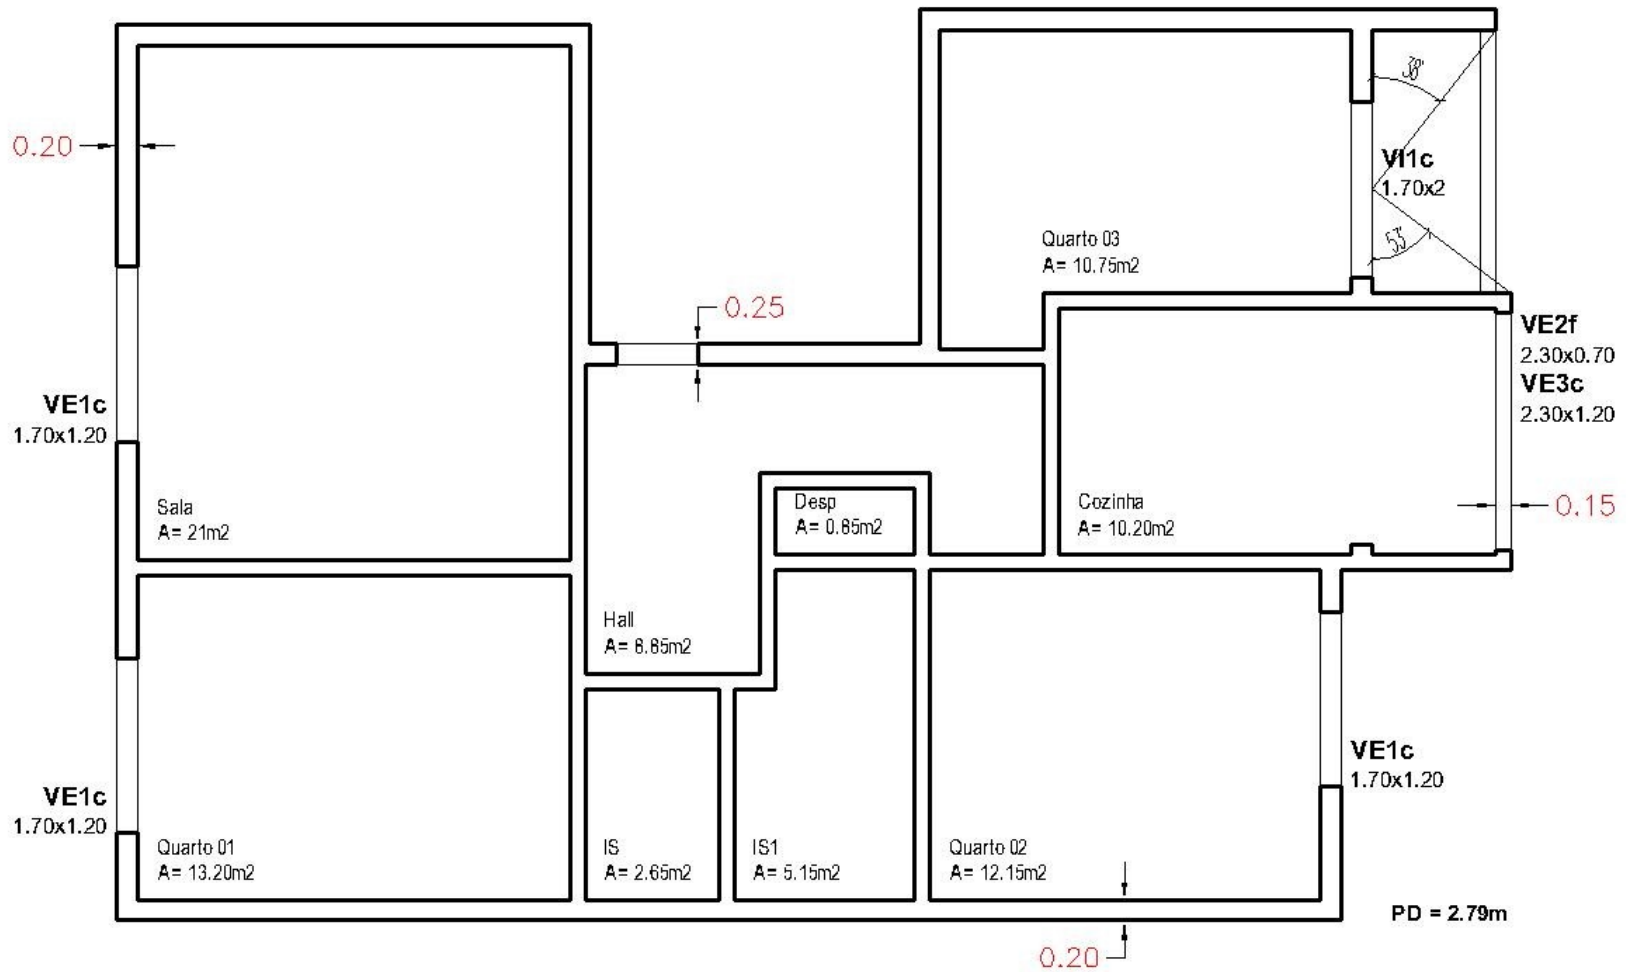 38°
0.20
VI1c
1.70x2
Quarto 03
A= 10.75m2
53°
0.25
VE2f
2.30x0.70
VE3c
2.30x1.20
VE1c
1.70x1.20
Sala
A= 21m2
Desp
A= 0.85m2
Cozinha
A= 10.20m2
0.15
Hall
A= 8.85m2
VE1c
1.70x1.20
VE1c
1.70x1.20
Quarto 01
A= 13.20m2
IS
A= 2.65m2
IS1
A= 5.15m2
Quarto 02
A= 12.15m2
PD = 2.79m
0.20